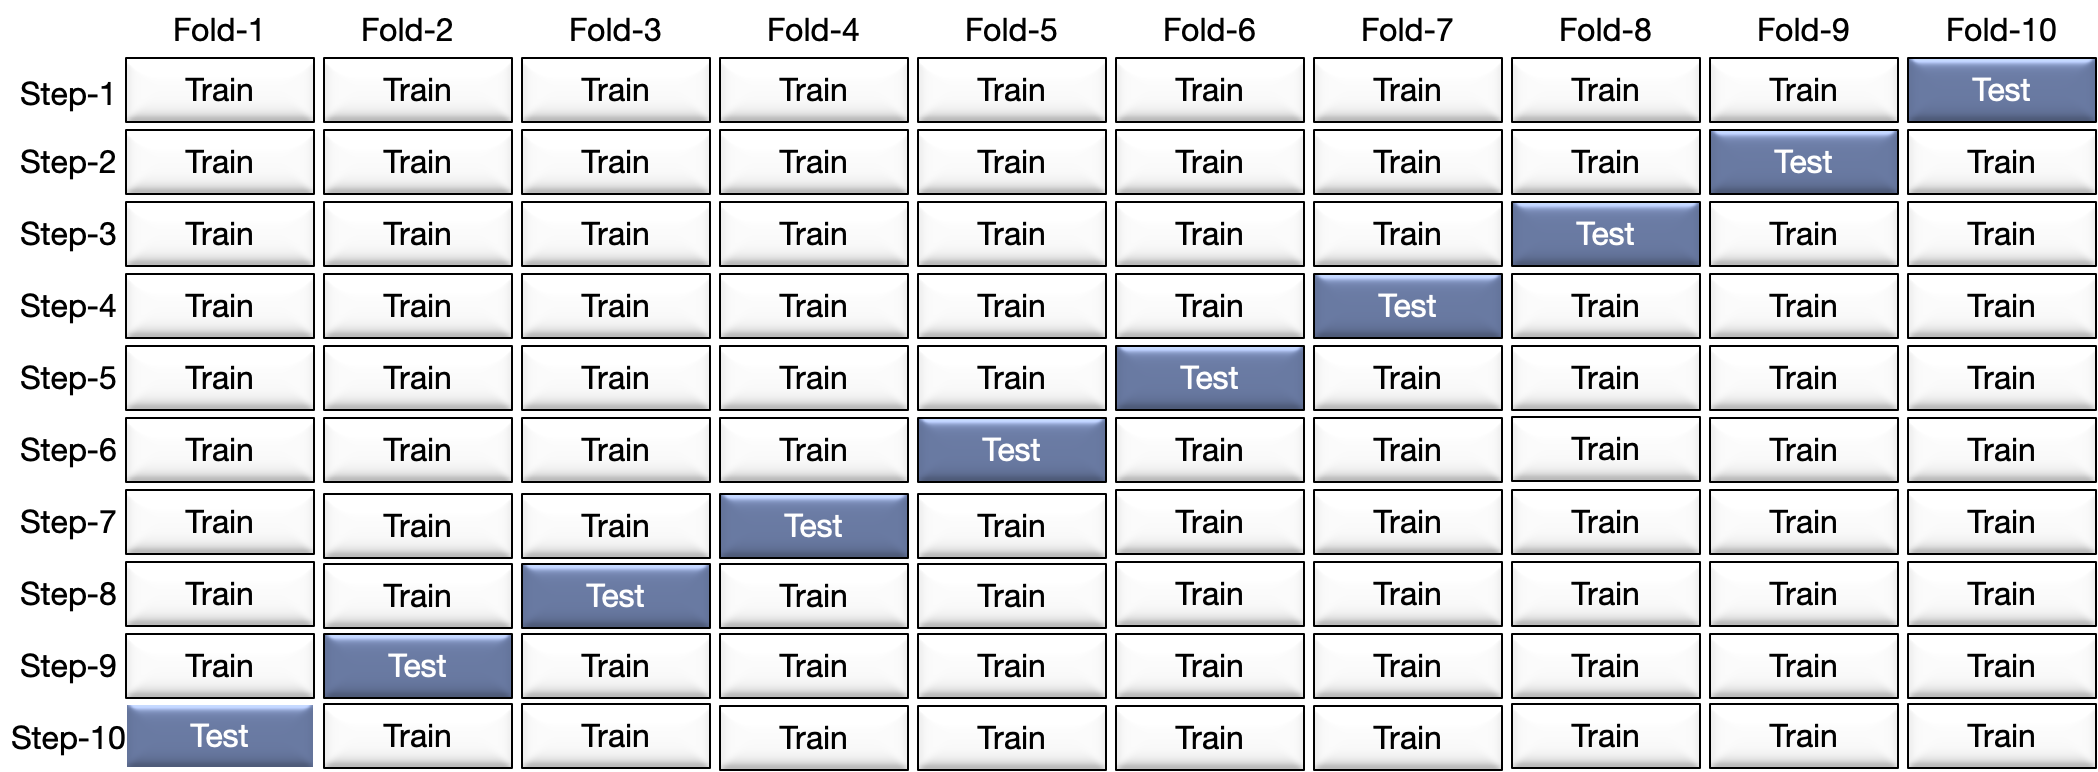 Fold-1 Fold-2 Fold-3 Fold-4 Fold-5 Fold-6 Fold-7 Fold-8 Fold-9 Fold-10
Step-1 Train Train Train Train Train Train Train Train Train Test
Step-2 Train Train Train Train Train Train Train Train Test Train
Step-3 Train Train Train Train Train Train Train Test Train Train
Step-4 Train Train Train Train Train Train Test Train Train Train
Step-5 Train Train Train Train Train Test Train Train Train Train
Step-6 Train Train Train Train Test Train Train Train Train Train
Step-7 Train Train Train Test Train Train Train Train Train Train
Step-8 Train Train Test Train Train Train Train Train Train Train
Step-9 Train Test Train Train Train Train Train Train Train Train
Step-10 Test Train Train Train Train Train Train Train Train Train